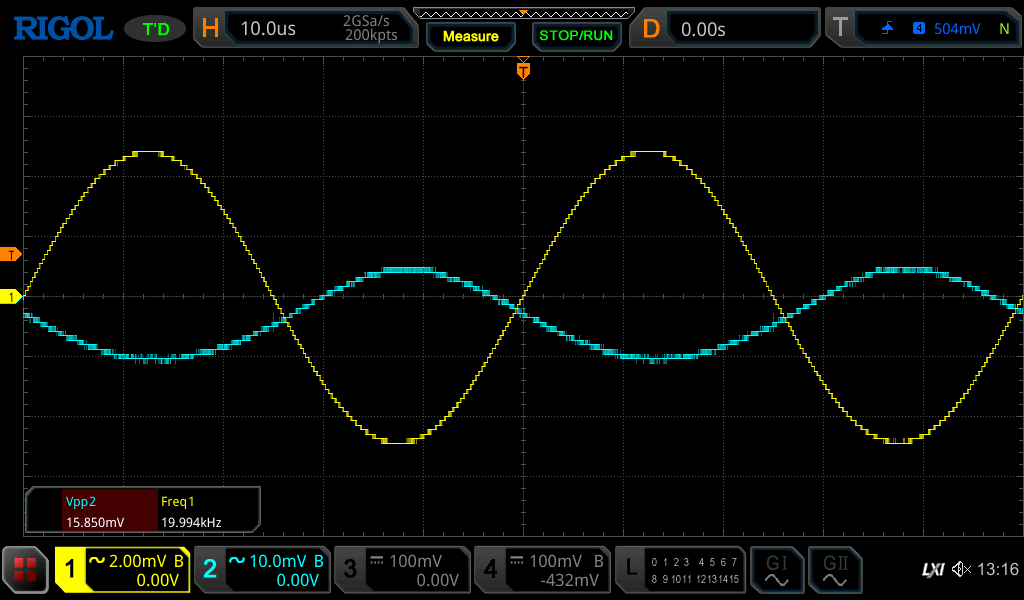 RIGOL T'D H 10.0us 2GSa/s 200kpts Measure STOP/RUN D 0.00s T 4 504mV N
T
T
1
Vpp2 Freq1
15.850mV 19.994kHz
1 2.00mV B 0.00V
2 10.0mV B 0.00V
3 100mV 0.00V
4 100mV B -432mV
L 0 1 2 3 4 5 6 7
8 9 10 11 12 13 14 15
GI GII
LXI 13:16